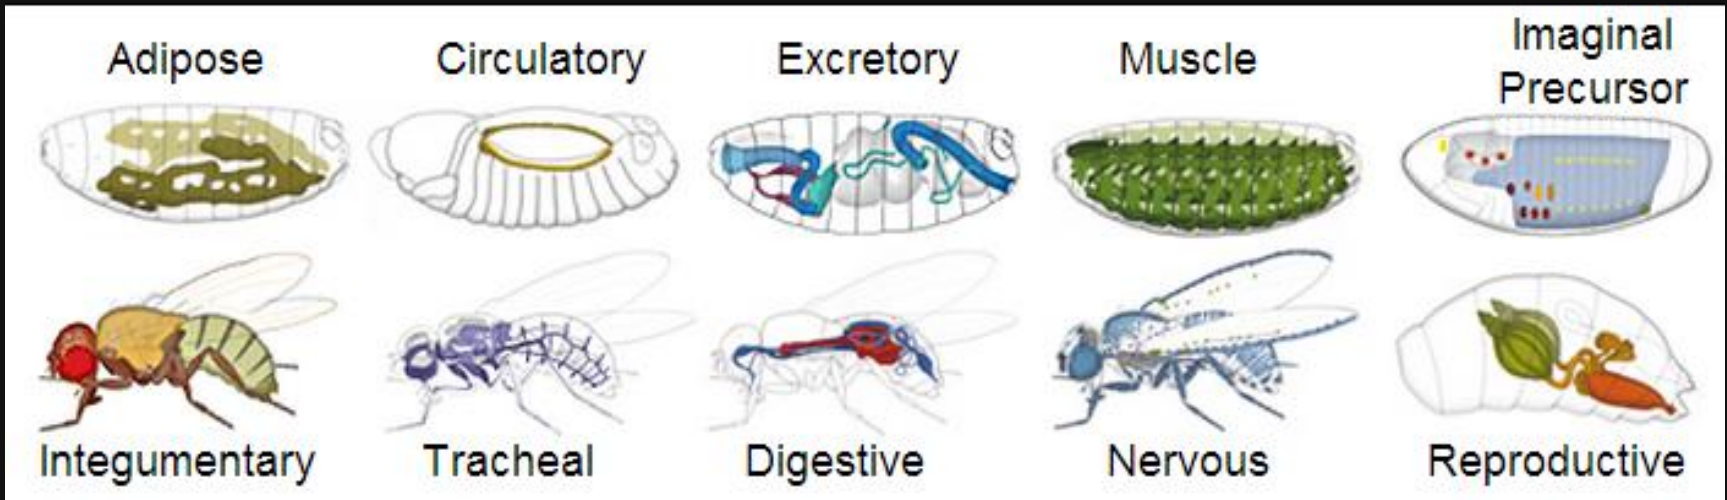 Adipose
Circulatory
Excretory
Muscle
Imaginal
Precursor
Integumentary
Tracheal
Digestive
Nervous
Reproductive